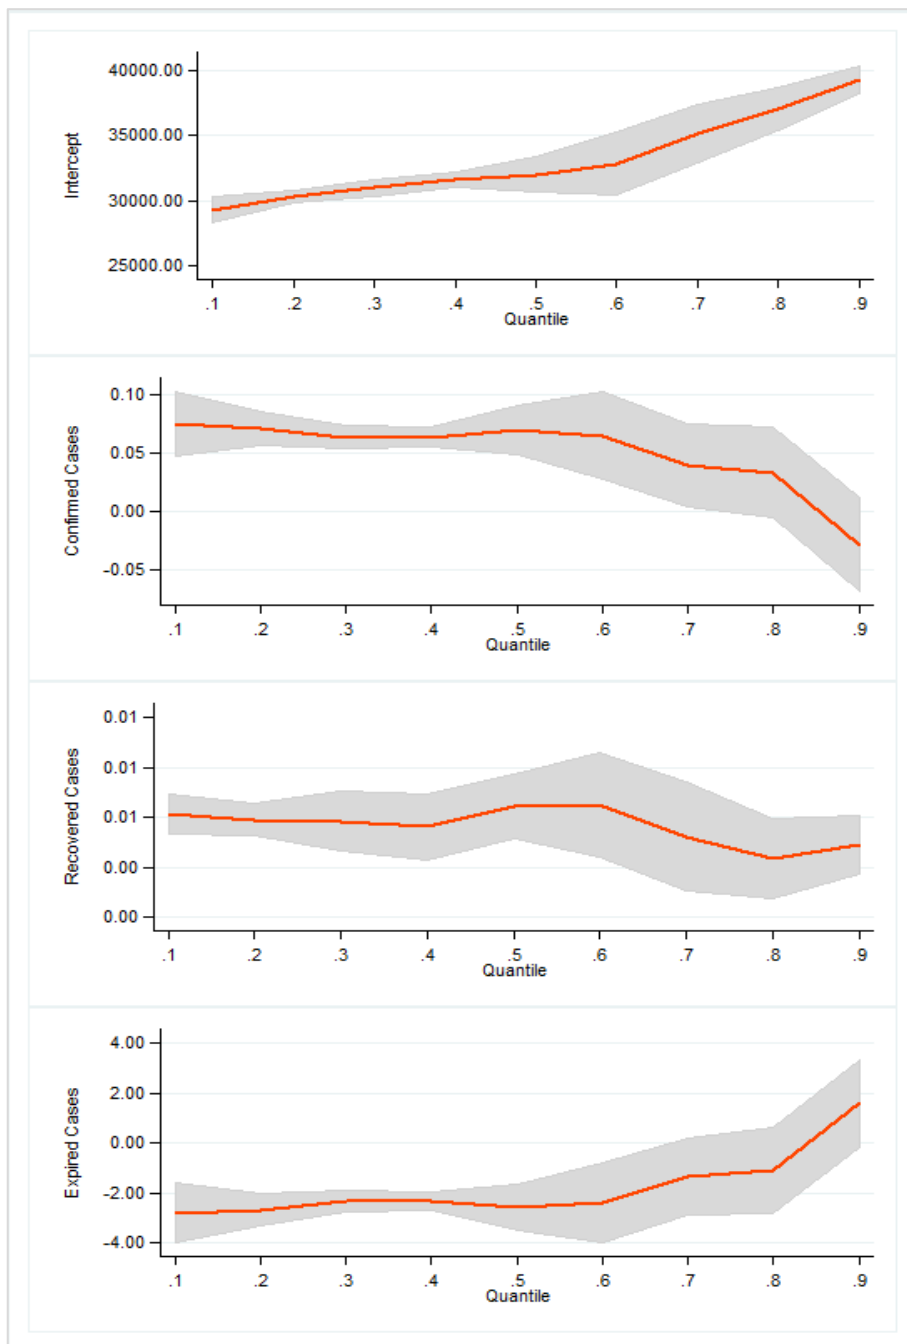 Intercept
40000.00
35000.00
30000.00
25000.00
.1 .2 .3 .4 .5 .6 .7 .8 .9
Quantile
Confirmed Cases
0.10
0.05
0.00
-0.05
.1 .2 .3 .4 .5 .6 .7 .8 .9
Quantile
Recovered Cases
0.01
0.01
0.01
0.00
0.00
.1 .2 .3 .4 .5 .6 .7 .8 .9
Quantile
Expired Cases
4.00
2.00
0.00
-2.00
-4.00
.1 .2 .3 .4 .5 .6 .7 .8 .9
Quantile